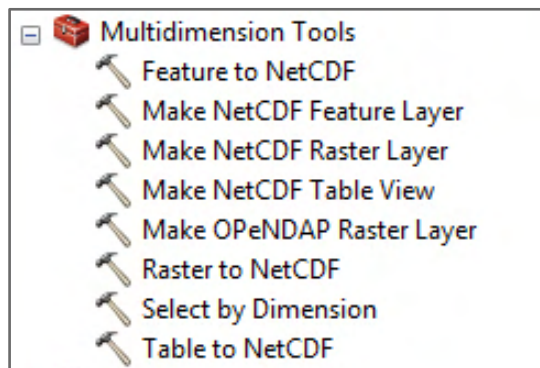 Multidimension Tools
Feature to NetCDF
Make NetCDF Feature Layer
Make NetCDF Raster Layer
Make NetCDF Table View
Make OPeNDAP Raster Layer
Raster to NetCDF
Select by Dimension
Table to NetCDF